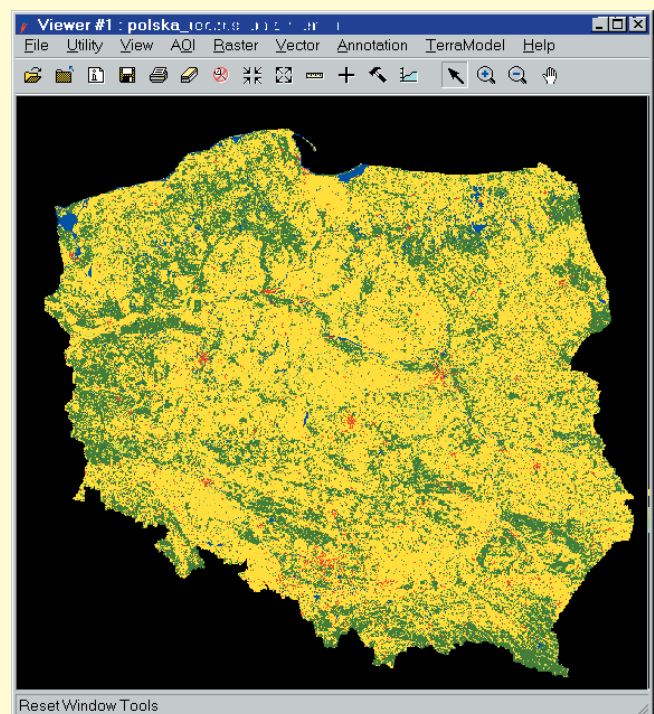 Viewer #1 : polska_
File Utility View AOI Raster Vector Annotation TerraModel Help
Reset Window Tools